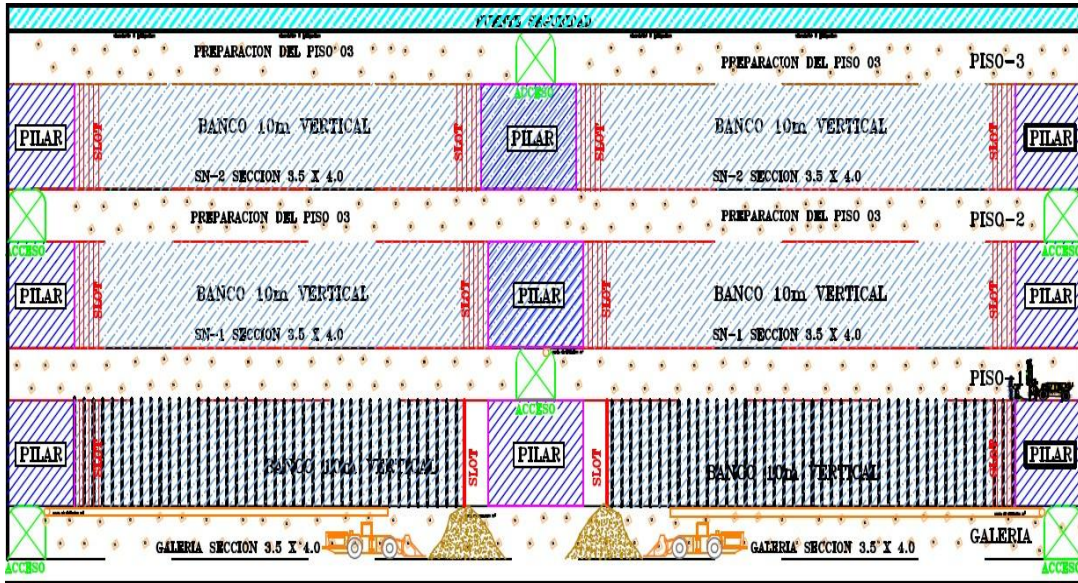 PUENTE SEGURIDAD
PREPARACION DEL PISO 03
PREPARACION DEL PISO 03
PISO-3
ACCESO
PILAR
SLOT
BANCO 10m VERTICAL
SLOT
PILAR
SLOT
BANCO 10m VERTICAL
SLOT
PILAR
SN-2 SECCION 3.5 X 4.0
SN-2 SECCION 3.5 X 4.0
PREPARACION DEL PISO 03
PREPARACION DEL PISO 03
PISO-2
ACCESO
ACCESO
PILAR
SLOT
BANCO 10m VERTICAL
SLOT
PILAR
SLOT
BANCO 10m VERTICAL
SLOT
PILAR
SN-1 SECCION 3.5 X 4.0
SN-1 SECCION 3.5 X 4.0
PISO-1
ACCESO
PILAR
SLOT
BANCO 10m VERTICAL
SLOT
PILAR
SLOT
BANCO 10m VERTICAL
SLOT
PILAR
GALERIA SECCION 3.5 X 4.0
GALERIA SECCION 3.5 X 4.0
GALERIA
ACCESO
ACCESO